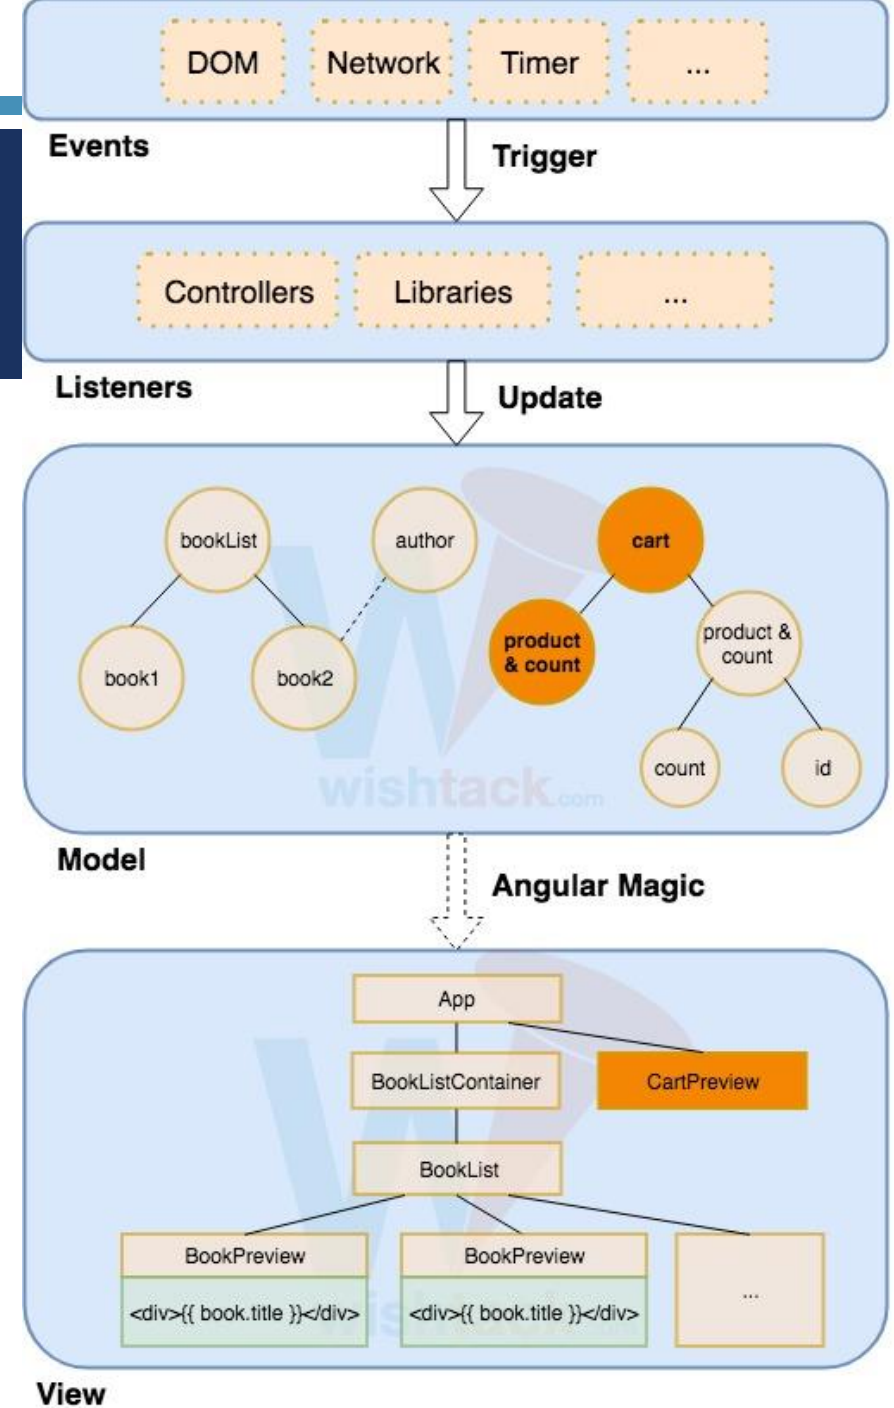 DOM
Network
Timer
...
Events
Trigger
Controllers
Libraries
...
Listeners
Update
bookList
author
cart
book1
book2
product
& count
product &
count
count
id
wishtack.com
Model
Angular Magic
App
BookListContainer
CartPreview
BookList
BookPreview
BookPreview
...
<div>{{ book.title }}</div>
<div>{{ book.title }}</div>
wishtack
View